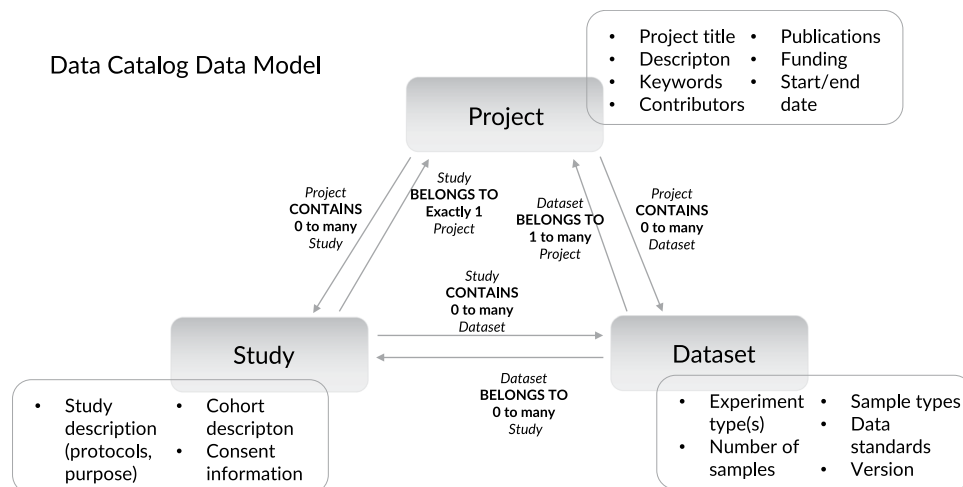 Data Catalog Data Model
• Project title
• Descripton
• Keywords
• Contributors
• Publications
• Funding
• Start/end
date
Project
Project
CONTAINS
0 to many
Study
Study
BELONGS TO
Exactly 1
Project
Dataset
BELONGS TO
1 to many
Project
Project
CONTAINS
0 to many
Dataset
Study
CONTAINS
0 to many
Dataset
Study
Dataset
Dataset
BELONGS TO
0 to many
Study
• Study
description
(protocols,
purpose)
• Cohort
descripton
• Consent
information
• Experiment
type(s)
• Number of
samples
• Sample types
• Data
standards
• Version